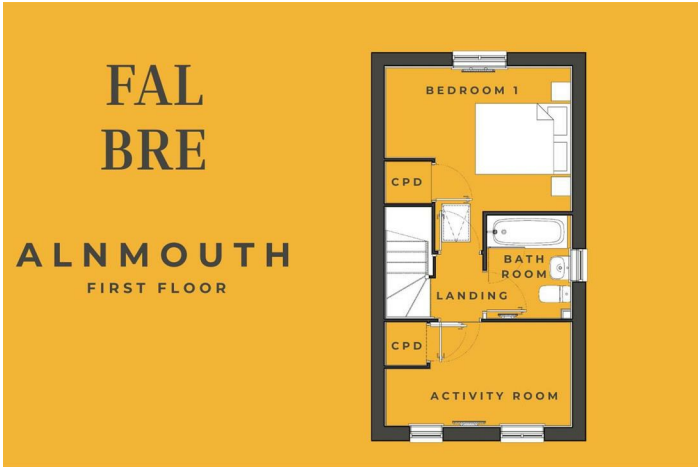 FAL
BRE
ALNMOUTH
FIRST FLOOR
BEDROOM 1
CPD
BATH
ROOM
LANDING
CPD
ACTIVITY ROOM